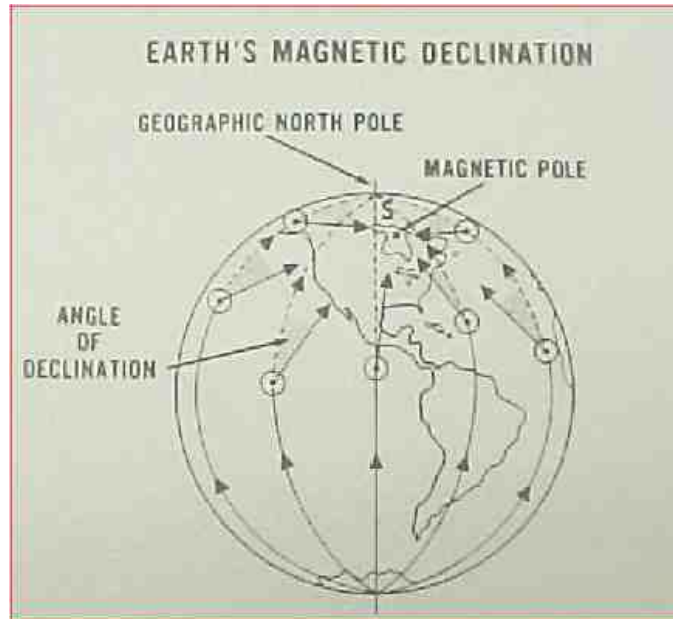 EARTH'S MAGNETIC DECLINATION
GEOGRAPHIC NORTH POLE
MAGNETIC POLE
S
ANGLE
OF
DECLINATION